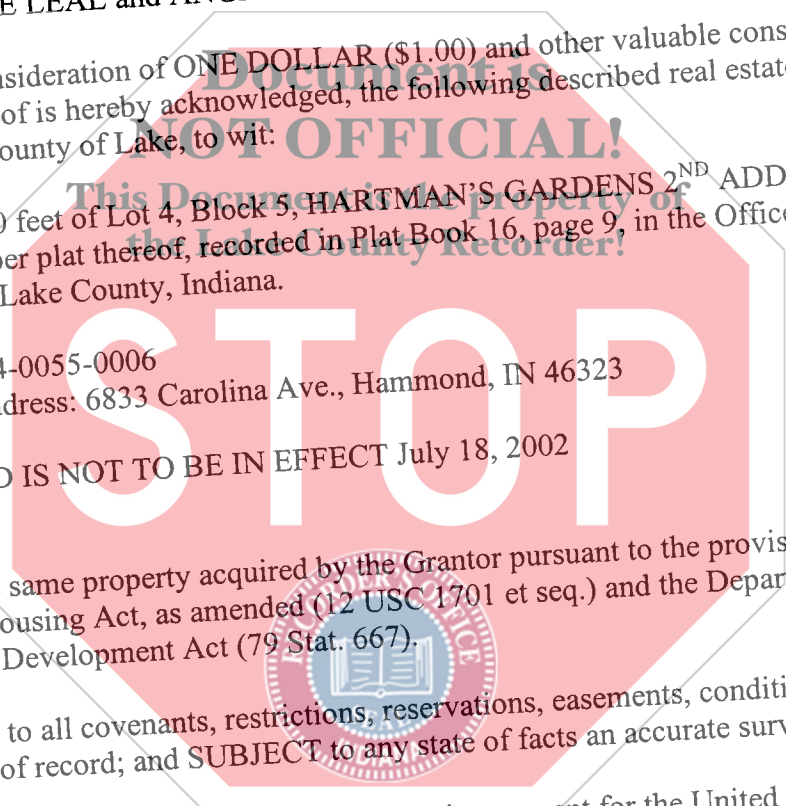 E LEAL and
nsideration of ONE DOLLAR ($1.00) and other valuable cons
of is hereby acknowledged, the following described real estate
ounty of Lake, to wit:
Document is
NOT OFFICIAL!
This Document is the property of
the Lake County Recorder!
0 feet of Lot 4, Block 5, HARTMAN'S GARDENS 2ND ADD
per plat thereof, recorded in Plat Book 16, page 9, in the Office
Lake County, Indiana.
4-0055-0006
dress: 6833 Carolina Ave., Hammond, IN 46323
D IS NOT TO BE IN EFFECT July 18, 2002
STOP
same property acquired by the Grantor pursuant to the provis
ousing Act, as amended (12 USC 1701 et seq.) and the Depar
Development Act (79 Stat. 667).
RECORDER'S OFFICE
SEAL
INDIANA
to all covenants, restrictions, reservations, easements, conditi
of record; and SUBJECT to any state of facts an accurate surv
for the United